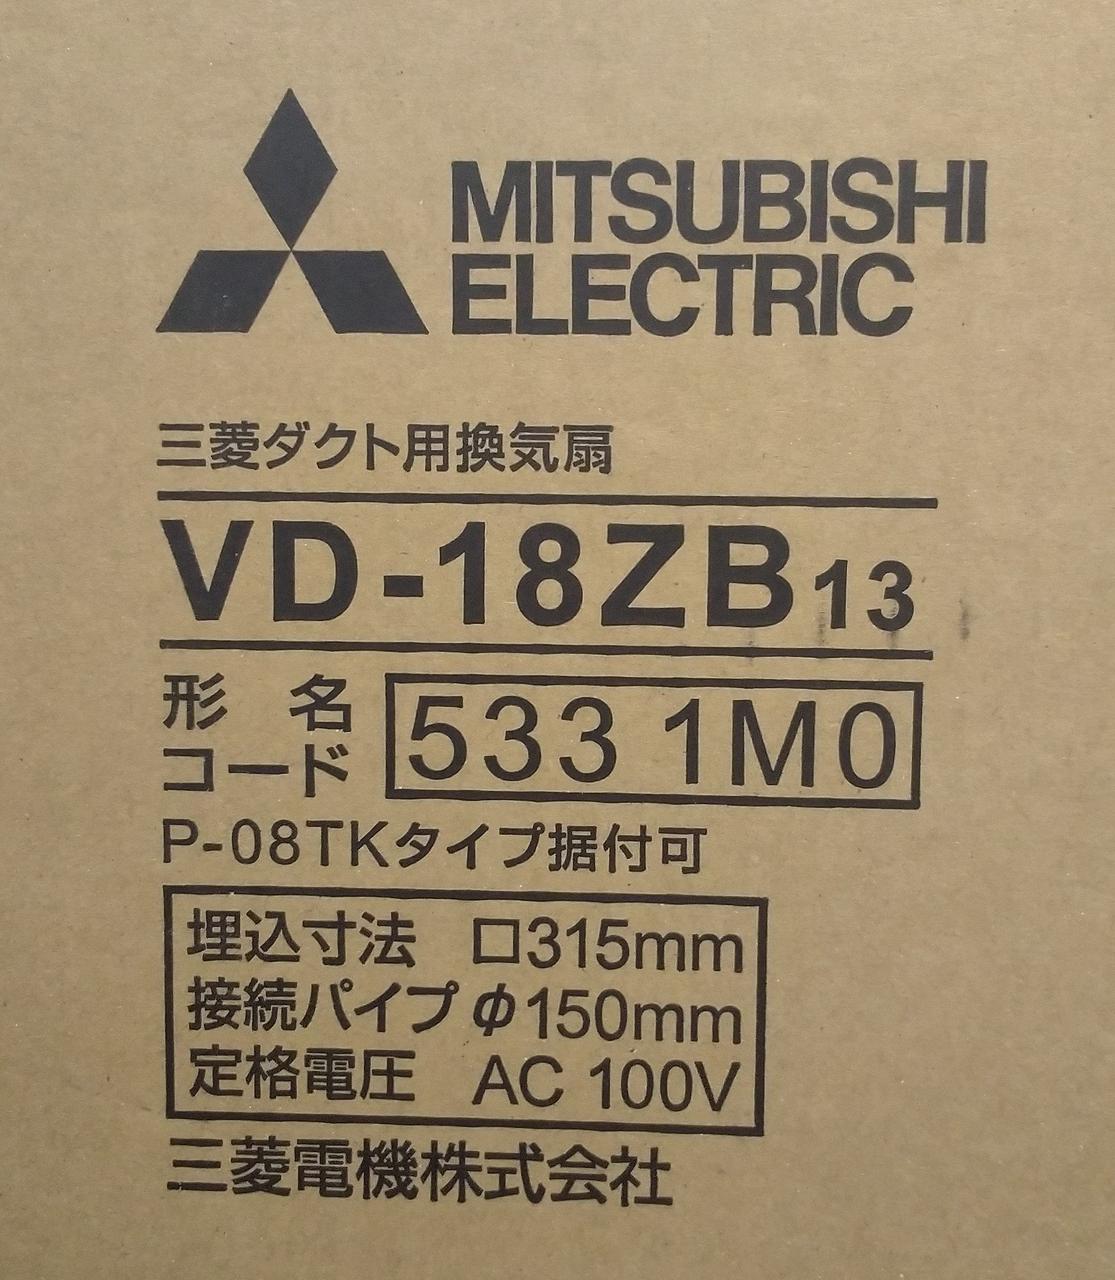 MITSUBISHI
ELECTRIC
三菱ダクト用換気扇
VD-18ZB13
形名
コード 533 1M0
P-08TKタイプ据付可
埋込寸法 □315mm
接続パイプ φ150mm
定格電圧 AC 100V
三菱電機株式会社